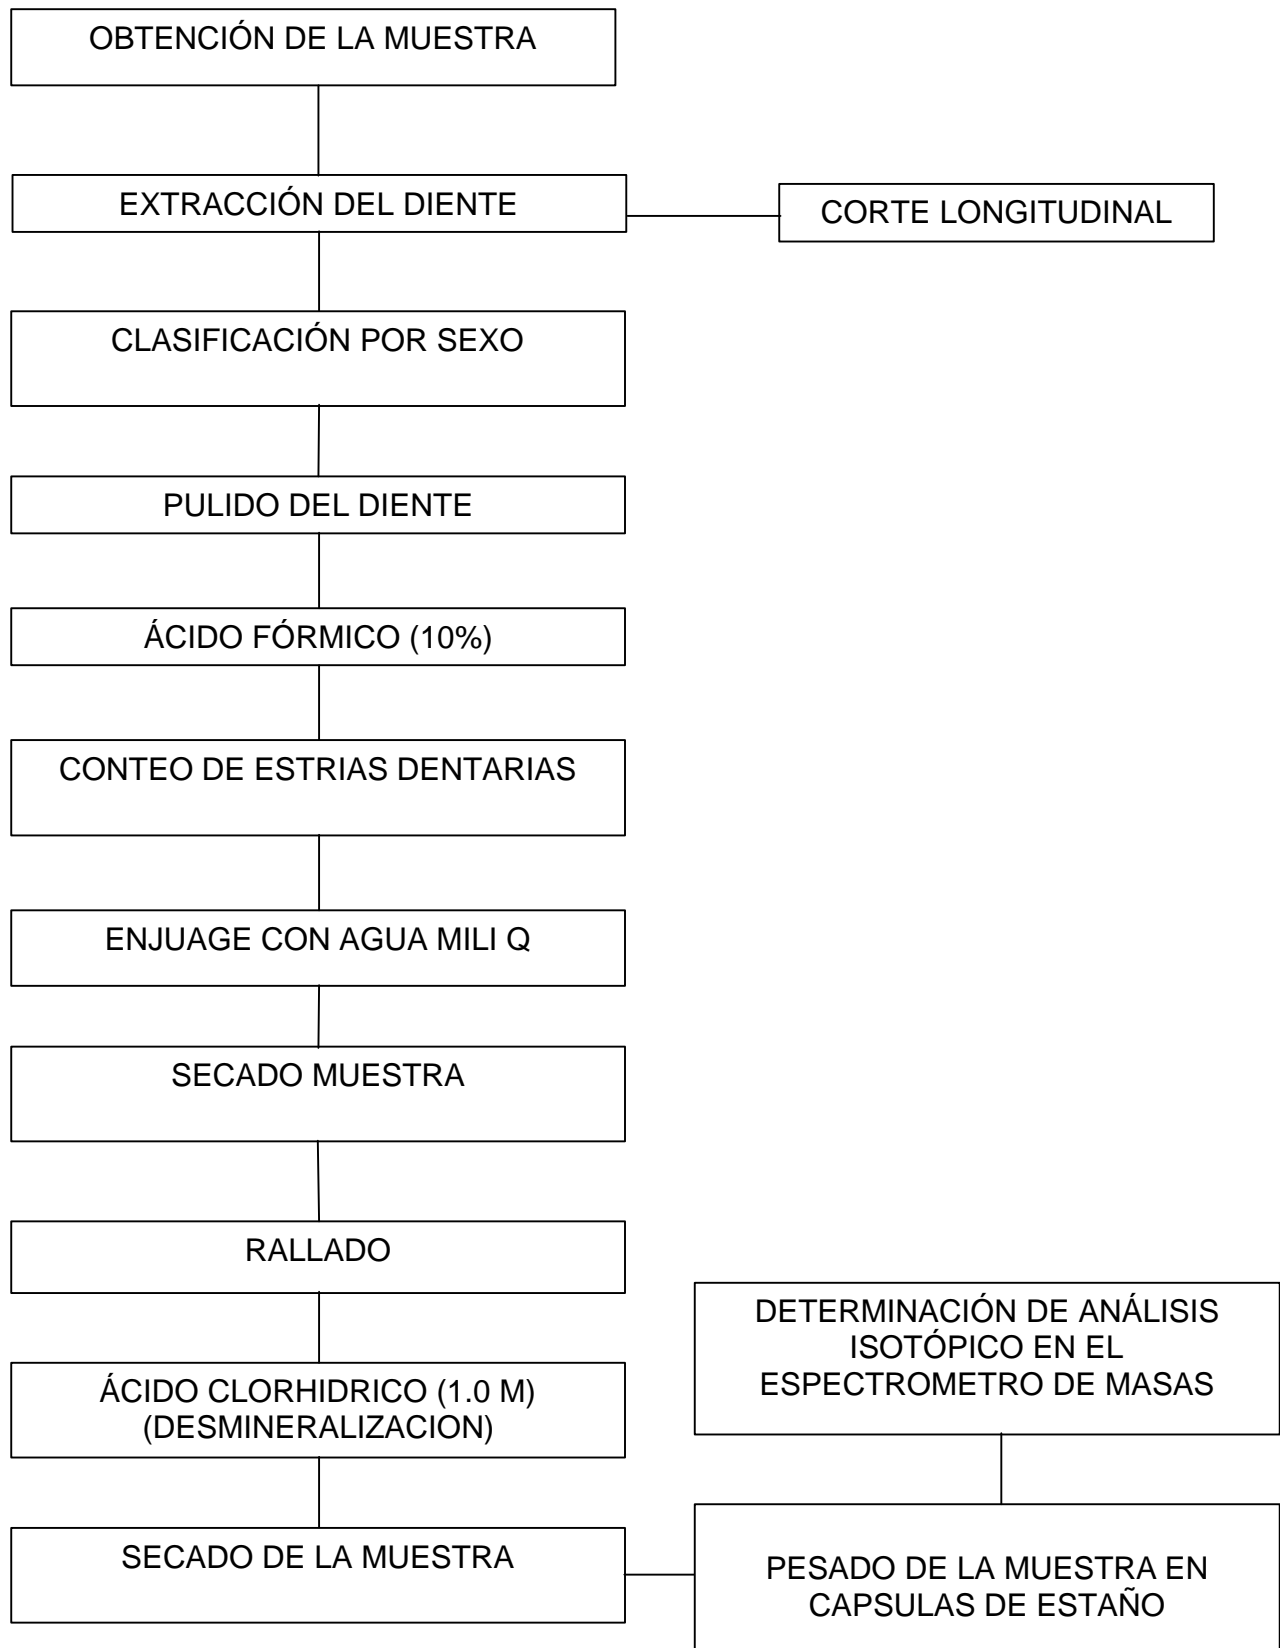 OBTENCIÓN DE LA MUESTRA
EXTRACCIÓN DEL DIENTE
CORTE LONGITUDINAL
CLASIFICACIÓN POR SEXO
PULIDO DEL DIENTE
ÁCIDO FÓRMICO (10%)
CONTEO DE ESTRIAS DENTARIAS
ENJUAGE CON AGUA MILI Q
SECADO MUESTRA
RALLADO
ÁCIDO CLORHIDRICO (1.0 M)
(DESMINERALIZACION)
SECADO DE LA MUESTRA
PESADO DE LA MUESTRA EN
CAPSULAS DE ESTAÑO
DETERMINACIÓN DE ANÁLISIS
ISOTÓPICO EN EL
ESPECTROMETRO DE MASAS